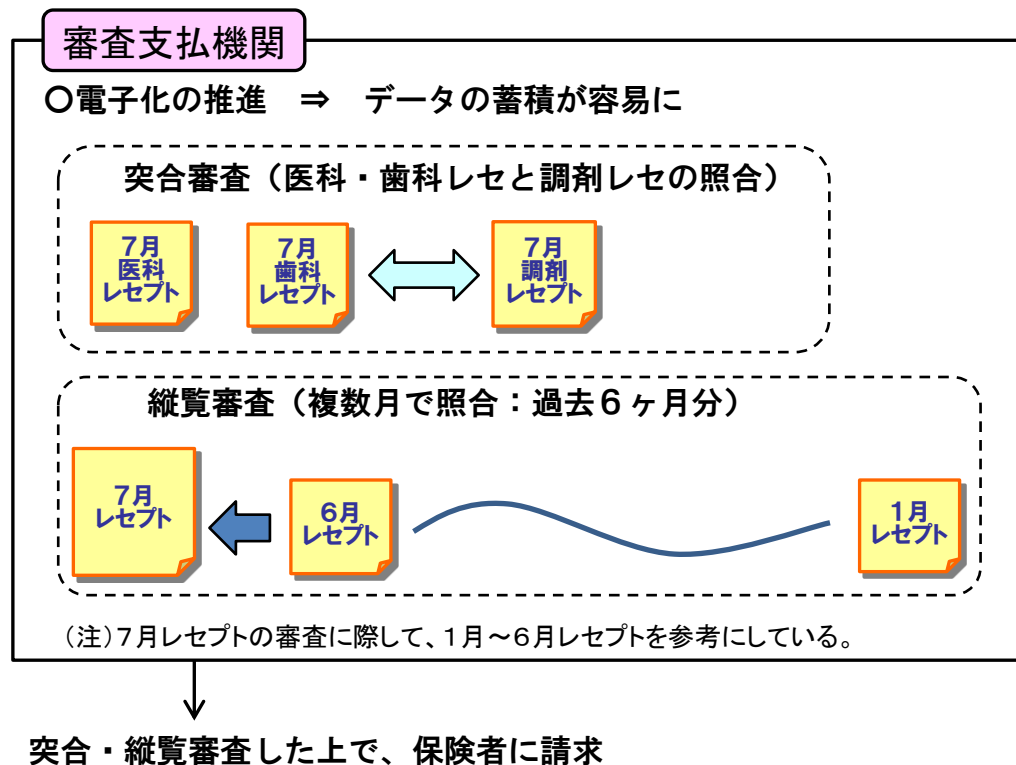 審査支払機関
○電子化の推進　⇒　データの蓄積が容易に
突合審査（医科・歯科レセと調剤レセの照合）
7月
医科
レセプト
7月
歯科
レセプト
7月
調剤
レセプト
縦覧審査（複数月で照合：過去６ヶ月分）
7月
レセプト
6月
レセプト
1月
レセプト
（注）７月レセプトの審査に際して、１月～６月レセプトを参考にしている。
突合・縦覧審査した上で、保険者に請求